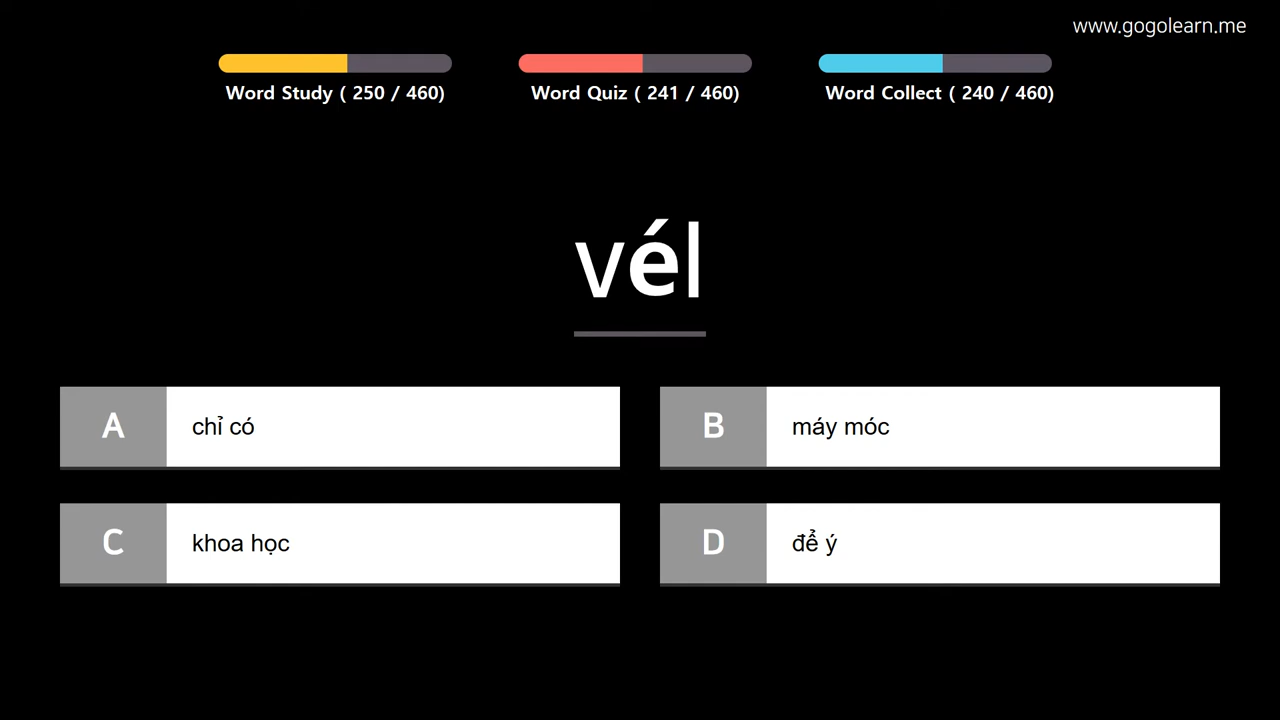 www.gogolearn.me
Word Study ( 250 / 460)
Word Quiz ( 241 / 460)
Word Collect ( 240 / 460)
vél
A chỉ có
B máy móc
C khoa học
D để ý